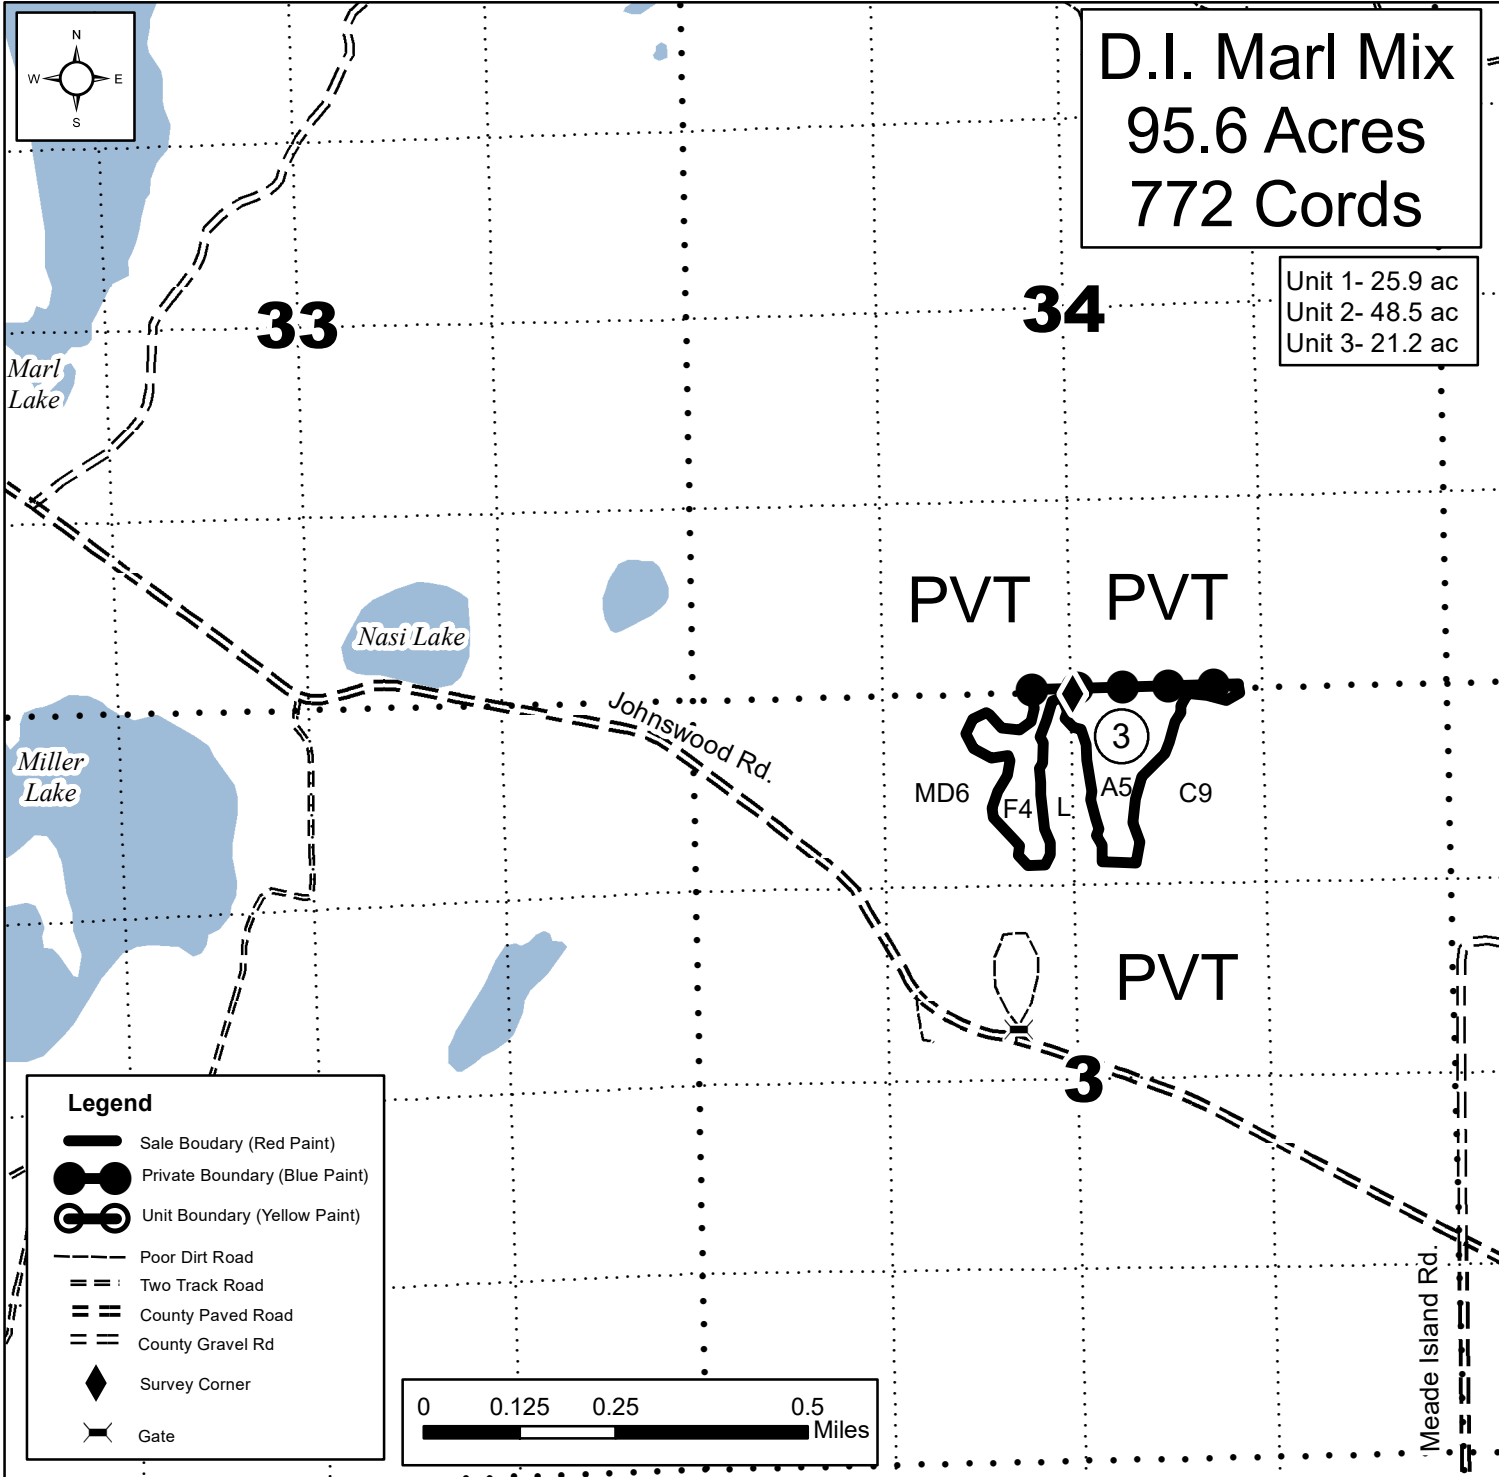 N
W
E
S
D.I. Marl Mix
95.6 Acres
772 Cords
Unit 1- 25.9 ac
Unit 2- 48.5 ac
Unit 3- 21.2 ac
33
34
Marl
Lake
Nasi Lake
PVT
PVT
Johnswood Rd.
Miller
Lake
3
MD6
F4
L
A5
C9
PVT
3
Legend
Sale Boudary (Red Paint)
Private Boundary (Blue Paint)
Unit Boundary (Yellow Paint)
Poor Dirt Road
Two Track Road
County Paved Road
County Gravel Rd
Survey Corner
Gate
0 0.125 0.25 0.5
Miles
Meade Island Rd.